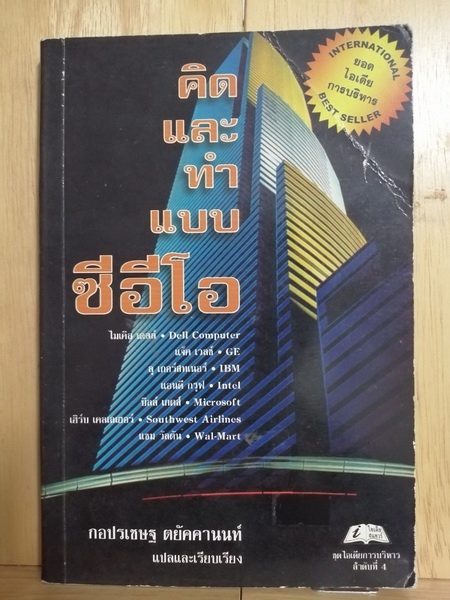 INTERNATIONAL
ยอด
ไอเดีย
การบริหาร
BEST SELLER
คิด
และ
ทำ
แบบ
ซีอีโอ
ไมเคิล เดลล์ • Dell Computer
แจ็ค เวลช์ • GE
ลู เกอร์สทเนอร์ • IBM
แอนดี กรูฟ • Intel
บิลล์ เกตส์ • Microsoft
เฮิร์บ เคลเลเฮอร์ • Southwest Airlines
แซม วัลตัน • Wal-Mart
กอปรเชษฐ ตยัคคานนท์
แปลและเรียบเรียง
ชุดไอเดียการบริหาร
ลำดับที่ 4